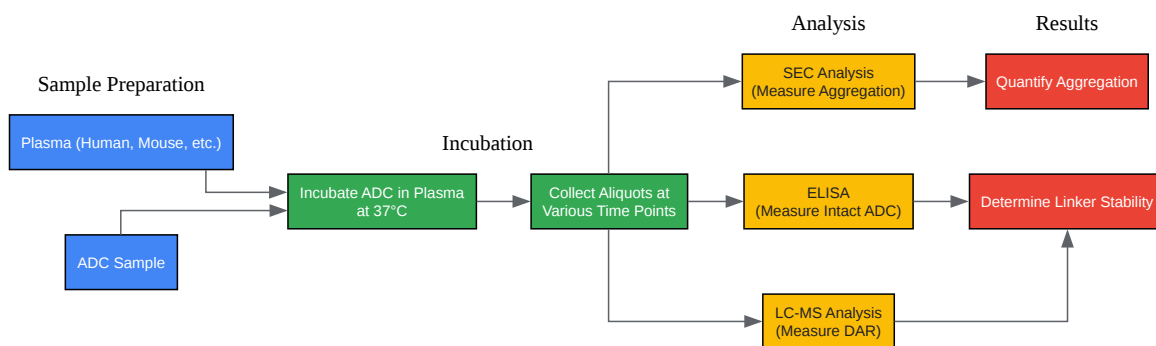 Sample Preparation
Plasma (Human, Mouse, etc.)
ADC Sample
Incubation
Incubate ADC in Plasma
at 37°C
Collect Aliquots at
Various Time Points
Analysis
SEC Analysis
(Measure Aggregation)
ELISA
(Measure Intact ADC)
LC-MS Analysis
(Measure DAR)
Results
Quantify Aggregation
Determine Linker Stability